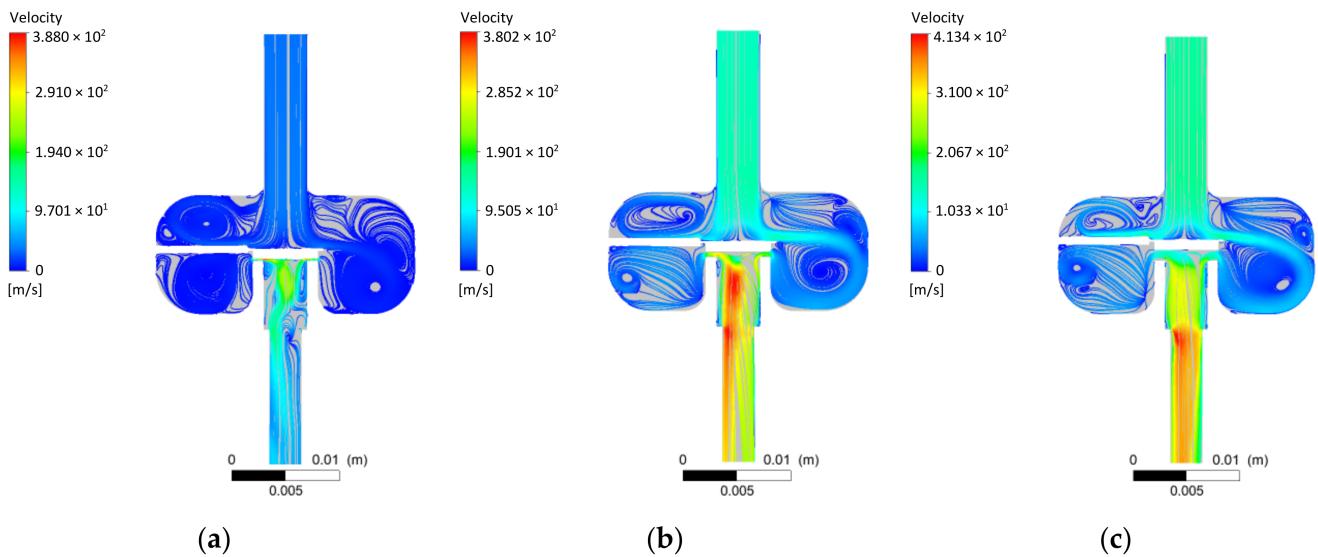 Velocity
3.880 × 10²
2.910 × 10²
1.940 × 10²
9.701 × 10¹
0
[m/s]
0 0.01 (m)
0.005
(a)
Velocity
3.802 × 10²
2.852 × 10²
1.901 × 10²
9.505 × 10¹
0
[m/s]
0 0.01 (m)
0.005
(b)
Velocity
4.134 × 10²
3.100 × 10²
2.067 × 10²
1.033 × 10¹
0
[m/s]
0 0.01 (m)
0.005
(c)